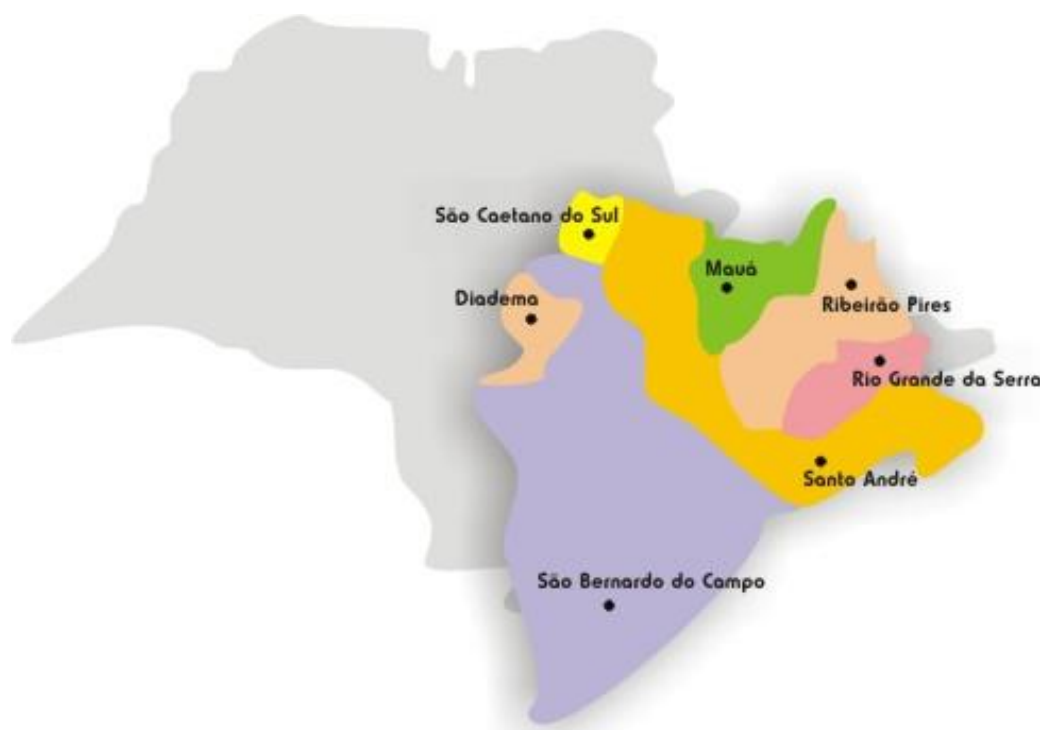 São Caetano do Sul
Mauá
Diadema
Ribeirão Pires
Rio Grande da Serra
Santo André
São Bernardo do Campo